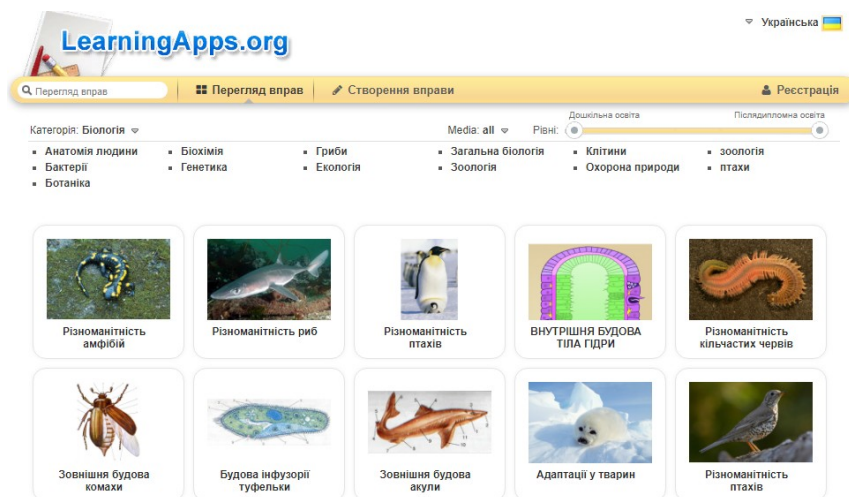 LearningApps.org
Українська
Перегляд вправ
Перегляд вправ
Створення вправи
Реєстрація
Категорія: Біологія
Media: all
Рівні:
Дошкільна освіта
Післядипломна освіта
Анатомія людини
Біохімія
Гриби
Загальна біологія
Клітини
зоологія
Бактерії
Генетика
Екологія
Зоологія
Охорона природи
птахи
Ботаніка
Різноманітність
амфібій
Різноманітність риб
Різноманітність
птахів
ВНУТРІШНЯ БУДОВА
ТІЛА ГІДРИ
Різноманітність
кільчастих червів
Зовнішня будова
комахи
Будова інфузорії
туфельки
Зовнішня будова
акули
Адаптації у тварин
Різноманітність
птахів